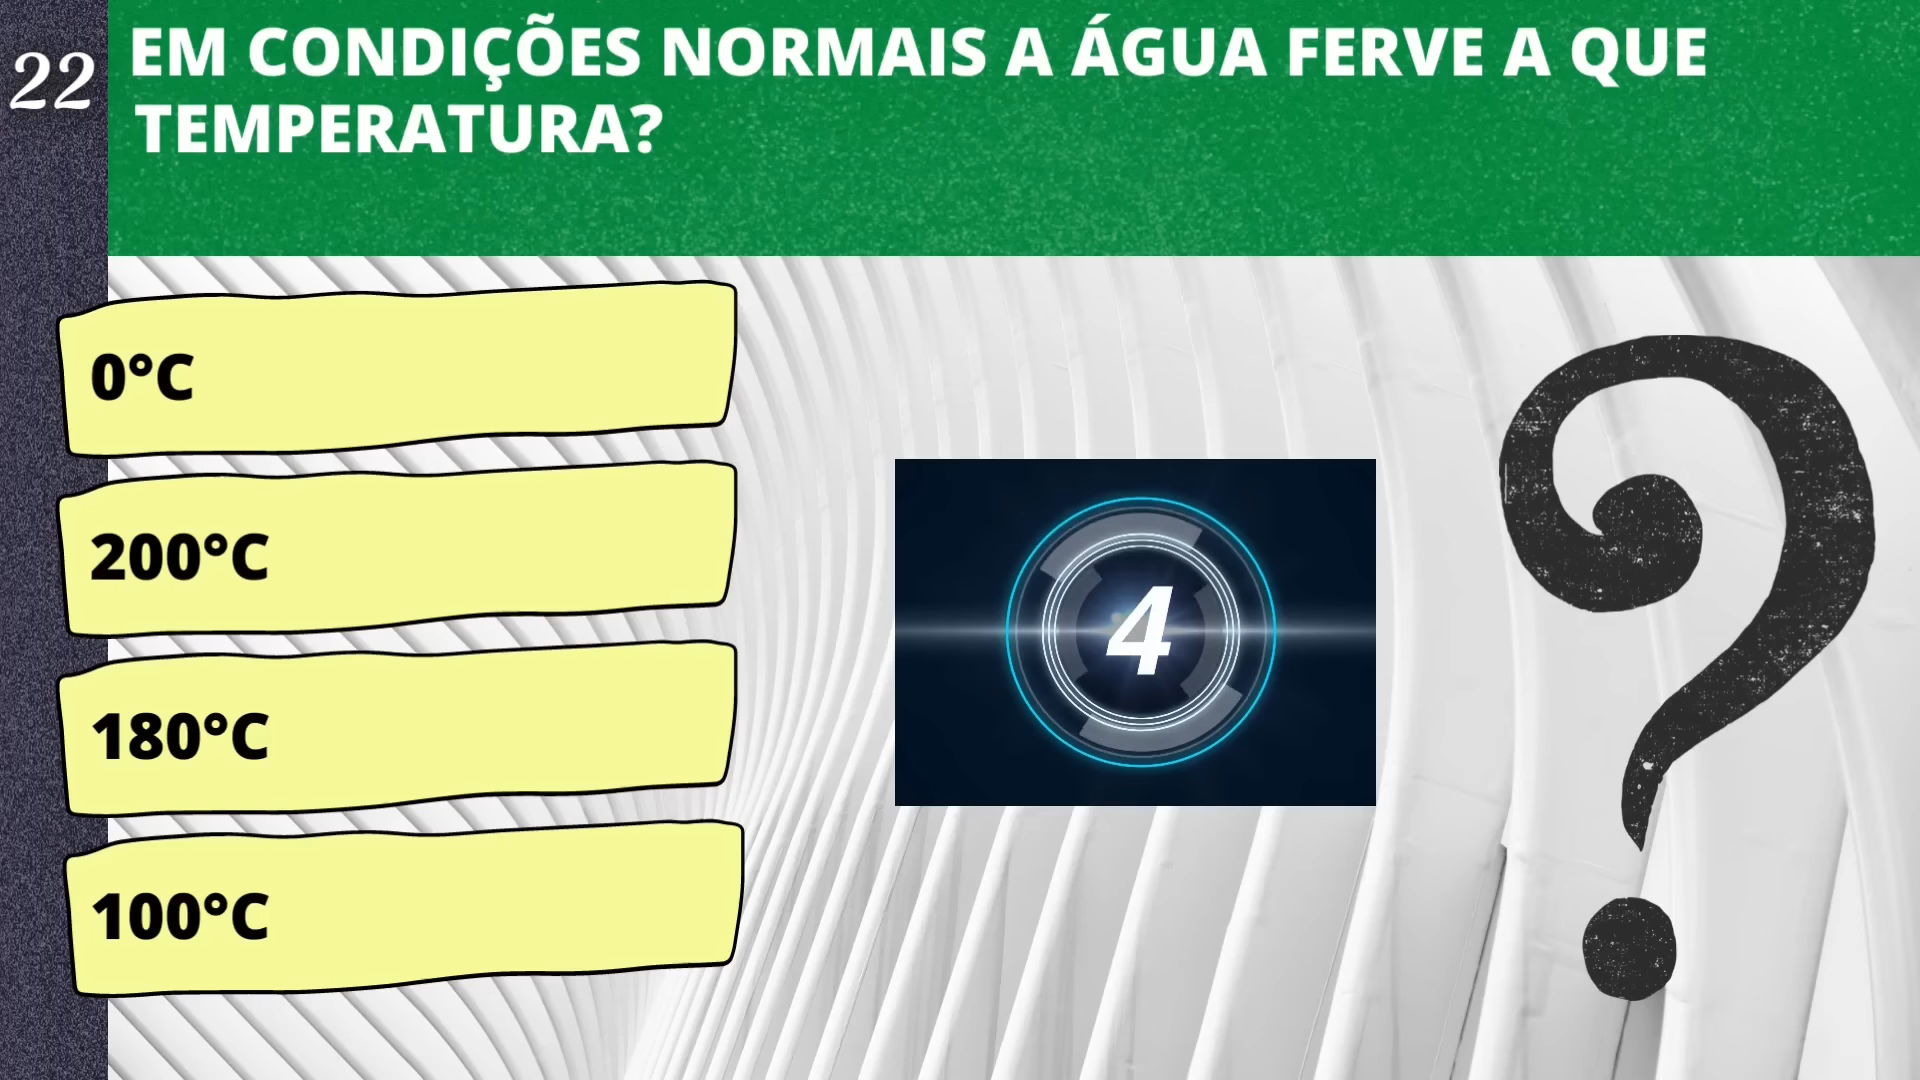 22
EM CONDIÇÕES NORMAIS A ÁGUA FERVE A QUE
TEMPERATURA?
0°C
200°C
180°C
100°C
4
?